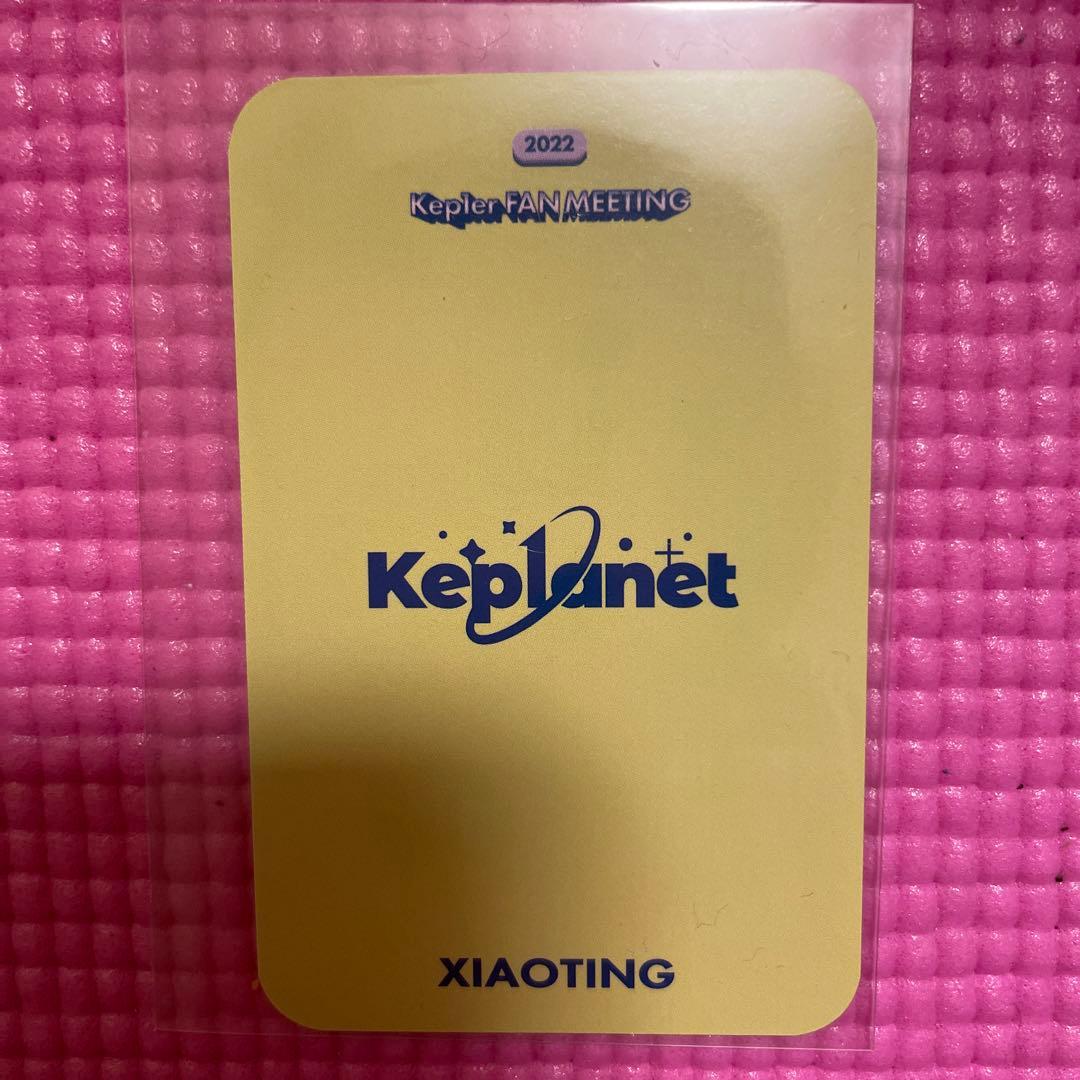 2022
Kep1er FAN MEETING
Kep1anet
XIAOTING